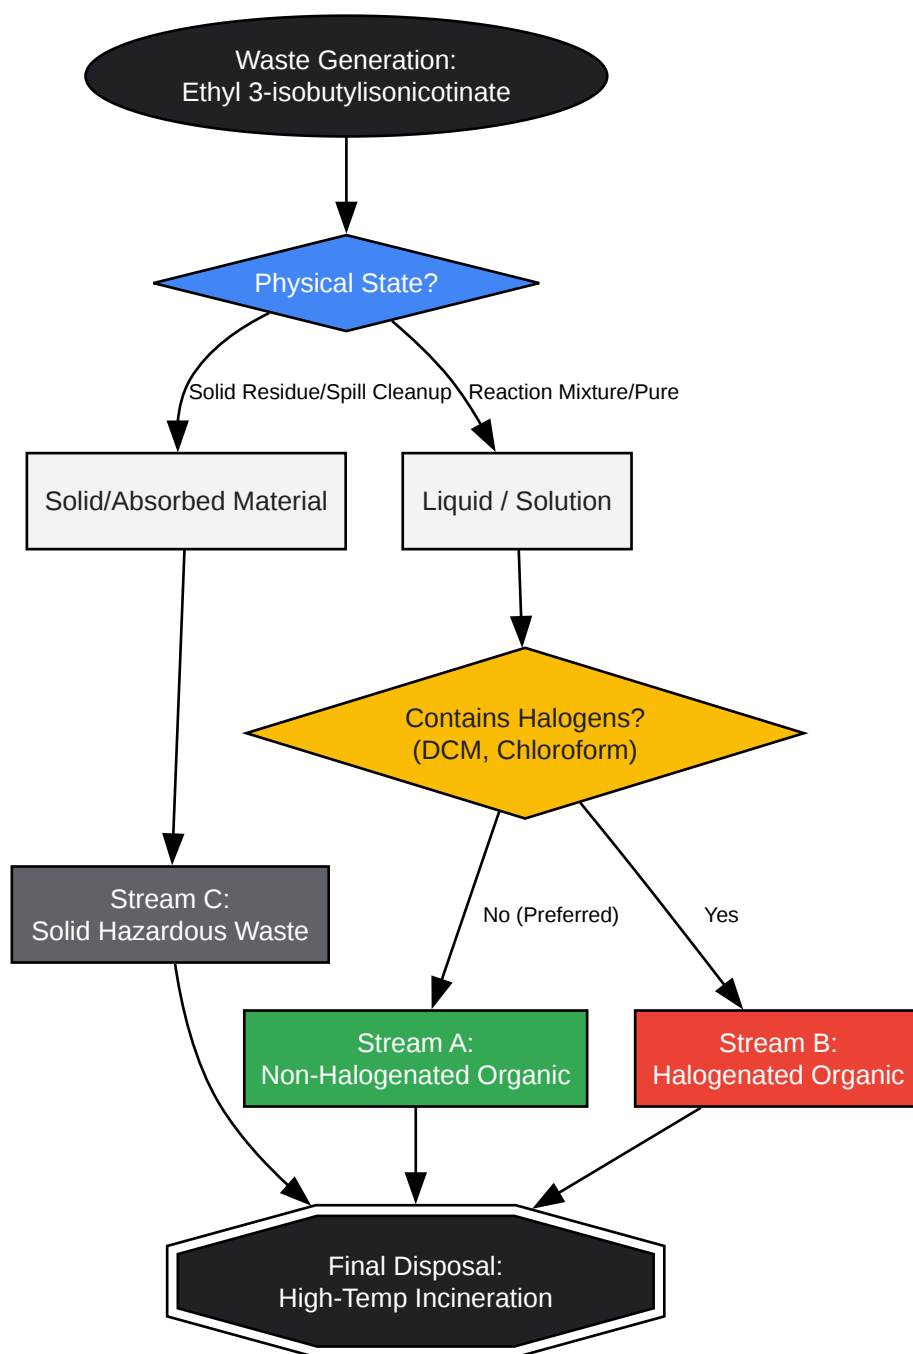 Waste Generation:
Ethyl 3-isobutylisonicotinate
Physical State?
Solid Residue/Spill Cleanup
Reaction Mixture/Pure
Solid/Absorbed Material
Liquid / Solution
Contains Halogens?
(DCM, Chloroform)
Stream C:
Solid Hazardous Waste
No (Preferred)
Yes
Stream A:
Non-Halogenated Organic
Stream B:
Halogenated Organic
Final Disposal:
High-Temp Incineration